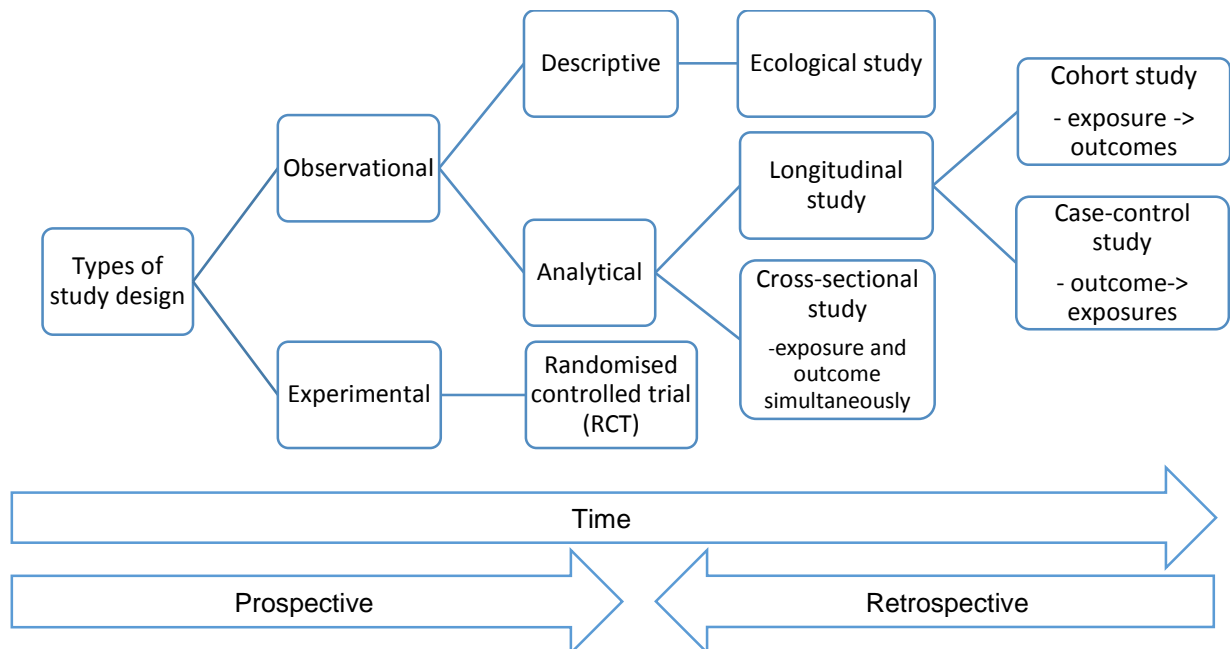 Types of
study design
Observational
Experimental
Descriptive
Analytical
Randomised
controlled trial
(RCT)
Ecological study
Longitudinal
study
Cross-sectional
study
-exposure and
outcome
simultaneously
Cohort study
- exposure ->
outcomes
Case-control
study
- outcome->
exposures
Time
Prospective
Retrospective